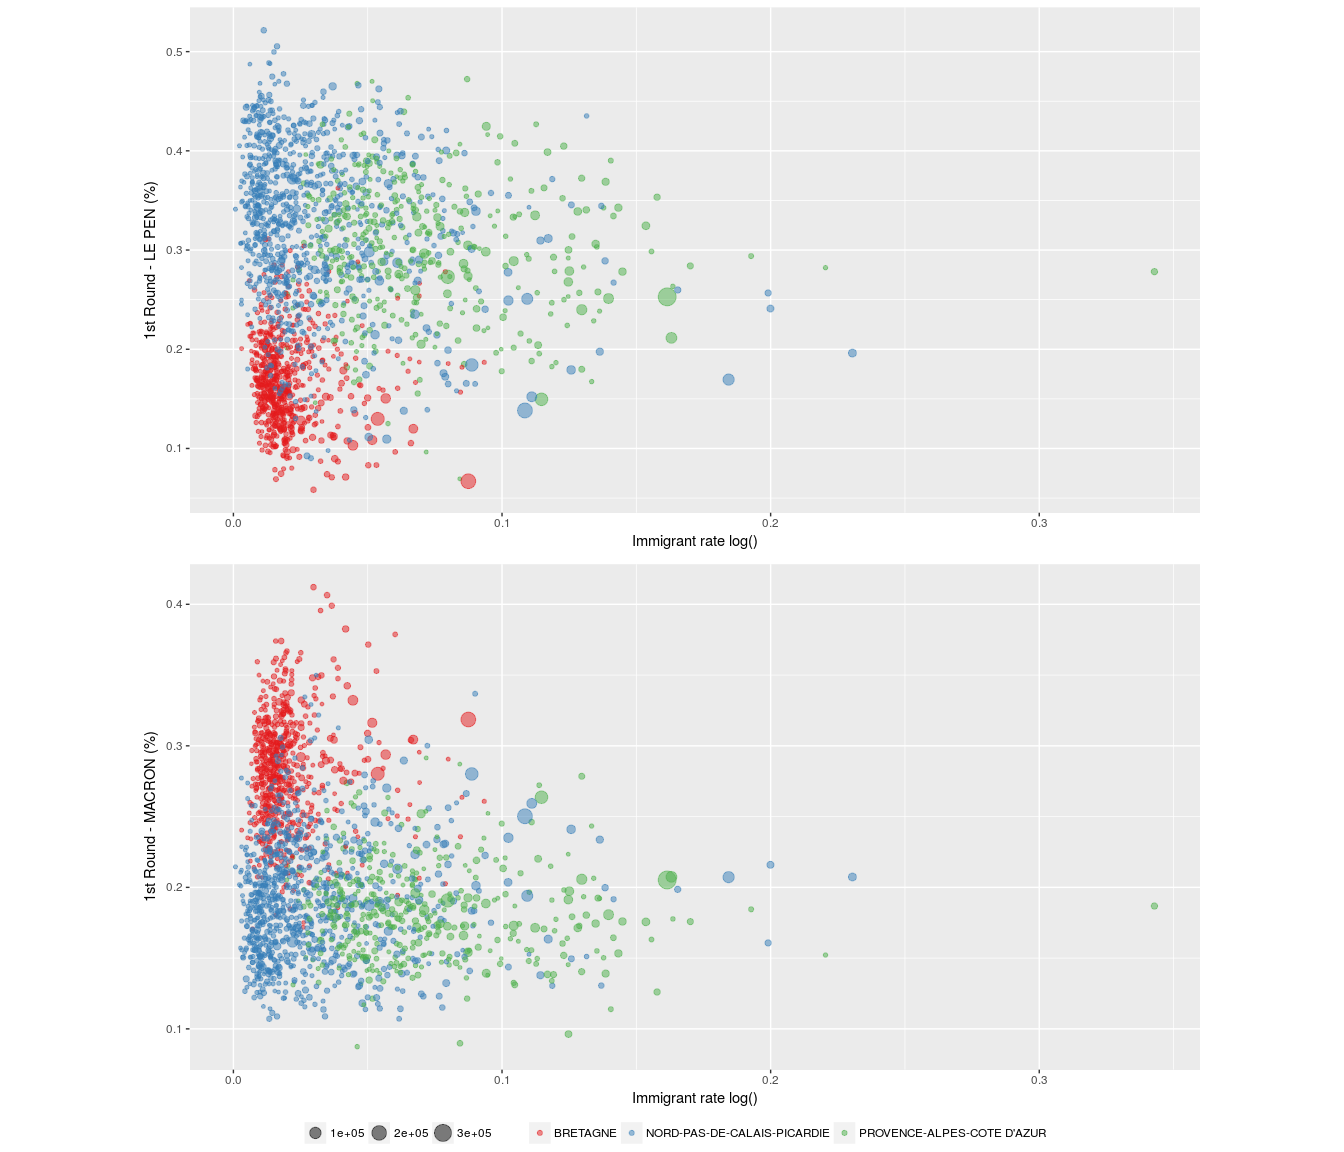 0.5
0.4
0.3
0.2
0.1
1st Round - LE PEN (%)
0.0 0.1 0.2 0.3
Immigrant rate log()
0.4
0.3
0.2
0.1
1st Round - MACRON (%)
0.0 0.1 0.2 0.3
Immigrant rate log()
1e+05 2e+05 3e+05 BRETAGNE NORD-PAS-DE-CALAIS-PICARDIE PROVENCE-ALPES-COTE D'AZUR